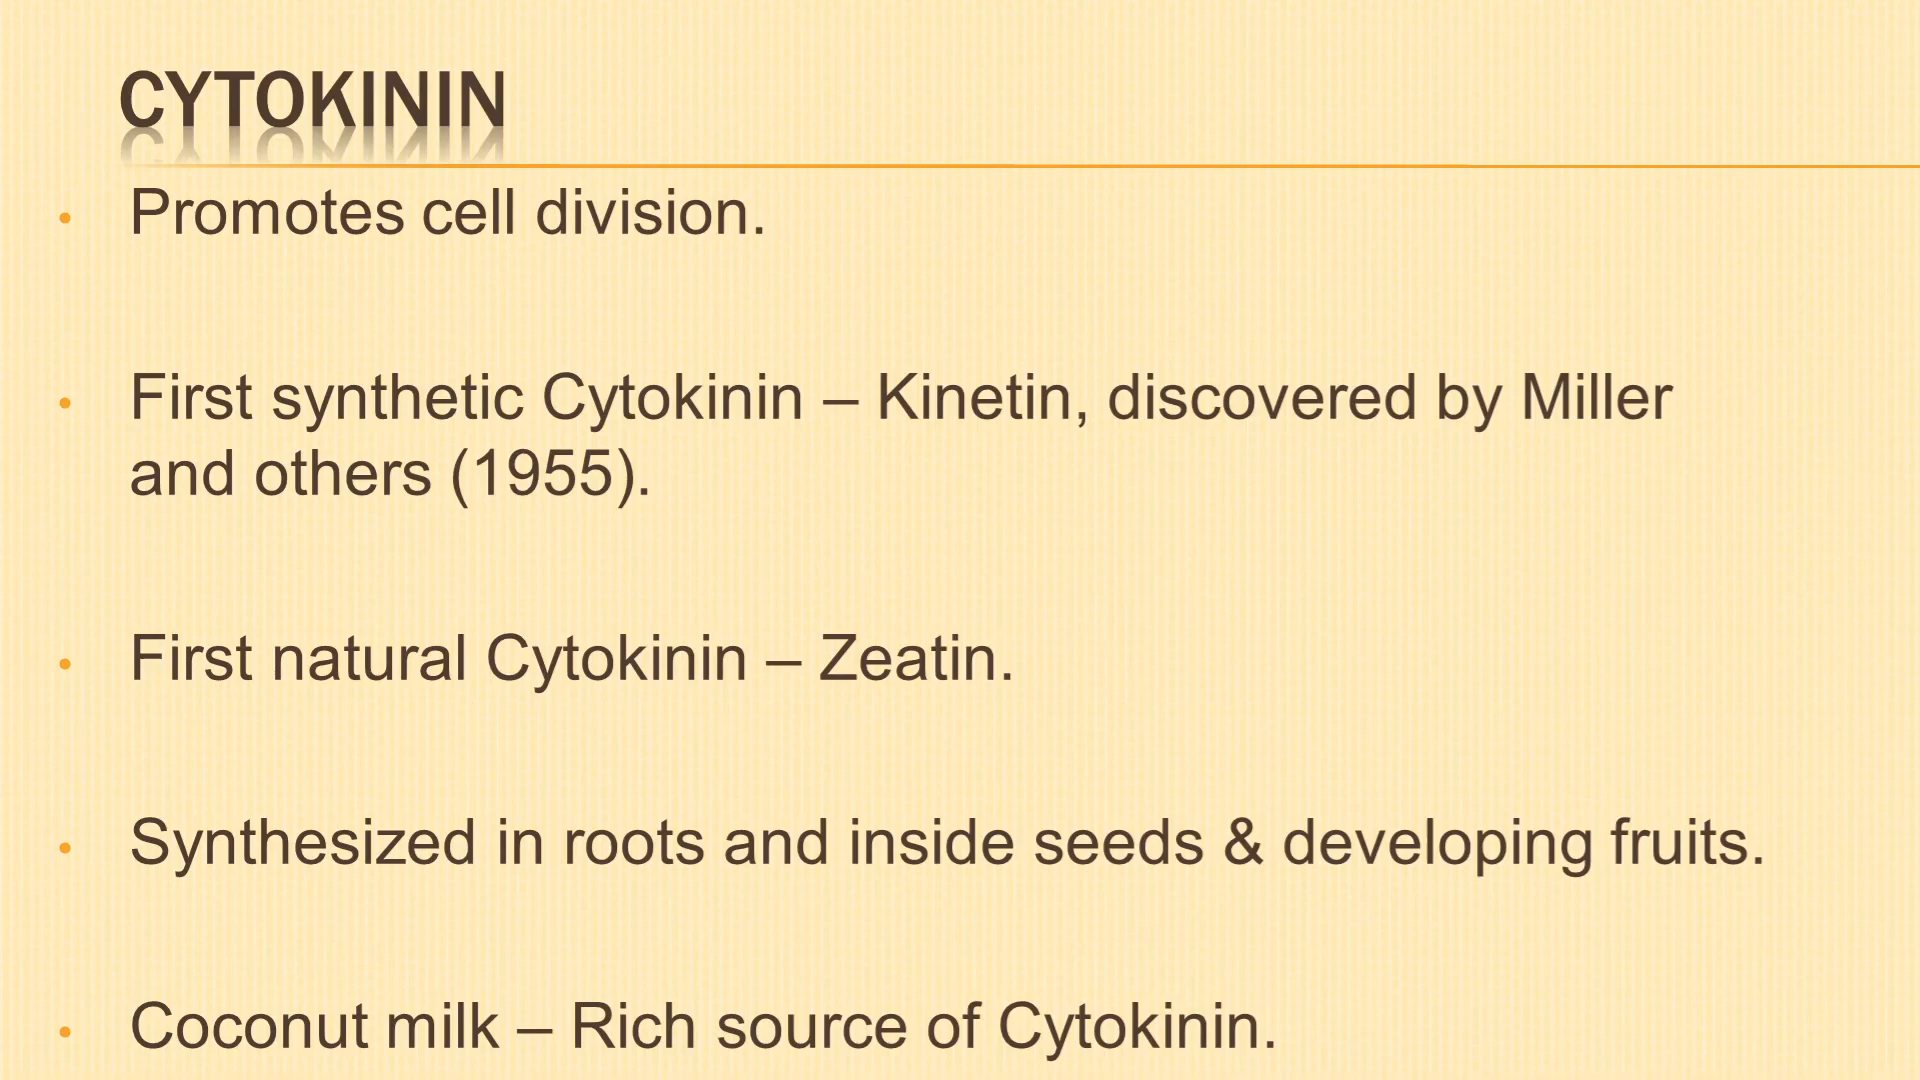 CYTOKININ
• Promotes cell division.
• First synthetic Cytokinin – Kinetin, discovered by Miller
and others (1955).
• First natural Cytokinin – Zeatin.
• Synthesized in roots and inside seeds & developing fruits.
• Coconut milk – Rich source of Cytokinin.